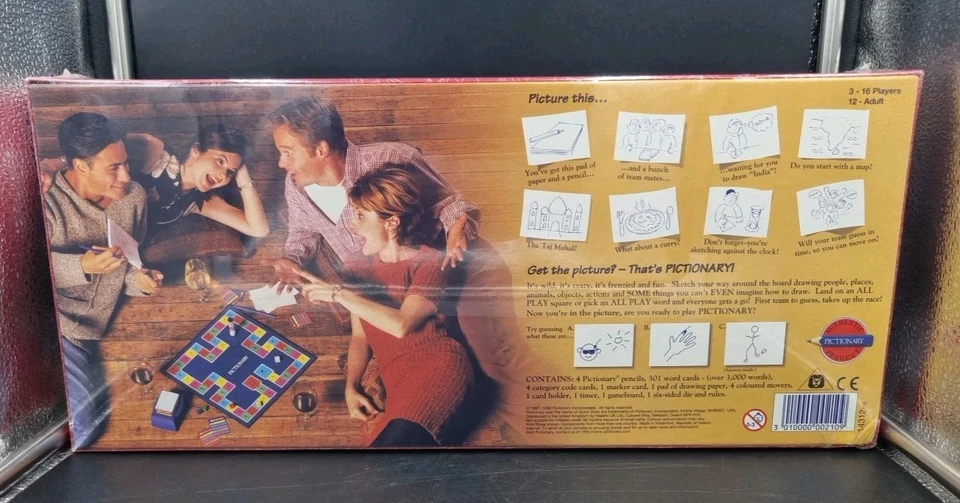 Picture this...
3 - 16 Players
12 - Adult
You've got this pad of
paper and a pencil...
...and a bunch
of team mates...
...waiting for you
to draw "India"!
Do you start with a map?
The Taj Mahal?
What about a curry?
Don't forget–you're
sketching against the clock!
Will your team guess in
time, so you can move on?
Get the picture? – That's PICTIONARY!
It's wild, it's crazy, it's frenzied and fun. Sketch your way around the board drawing people, places,
animals, objects, actions and SOME things you can't EVEN imagine how to draw. Land on an ALL
PLAY square or pick an ALL PLAY word and everyone gets a go! First team to guess, takes up the race!
Now you're in the picture, are you ready to play PICTIONARY?
Try guessing
what these are...
A.
B.
C.
AUTHENTIC
PICTIONARY
PRODUCT
CONTAINS: 4 Pictionary® pencils, 501 word cards - (over 3,000 words),
4 category code cards, 1 marker card, 1 pad of drawing paper, 4 coloured movers,
1 card holder, 1 timer, 1 gameboard, 1 six-sided die and rules.
CE
0-3
3 010000 002109
14312
PICTIONARY